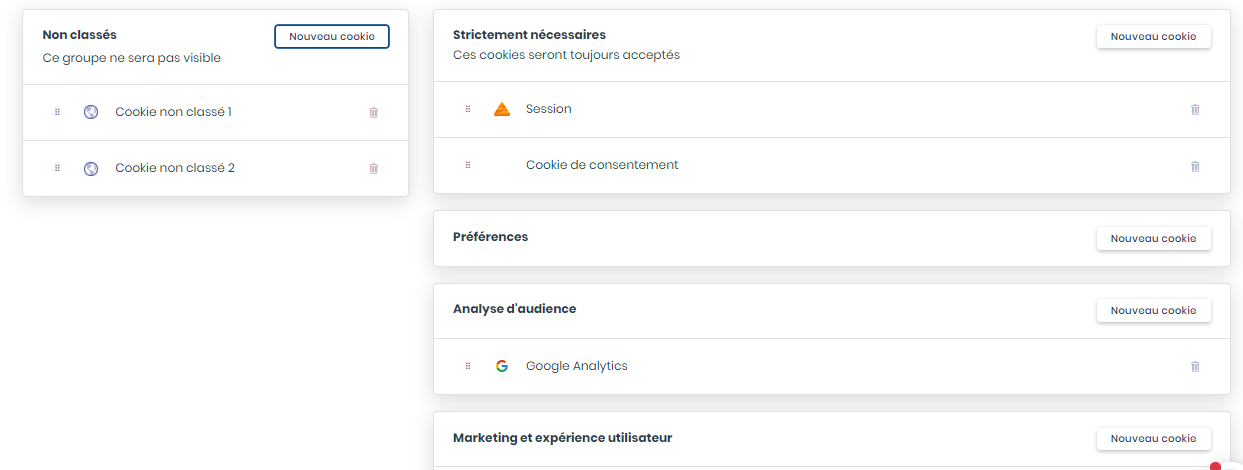 Non classés
Nouveau cookie
Ce groupe ne sera pas visible
Cookie non classé 1
Cookie non classé 2
Strictement nécessaires
Nouveau cookie
Ces cookies seront toujours acceptés
Session
Cookie de consentement
Préférences
Nouveau cookie
Analyse d'audience
Nouveau cookie
Google Analytics
Marketing et expérience utilisateur
Nouveau cookie